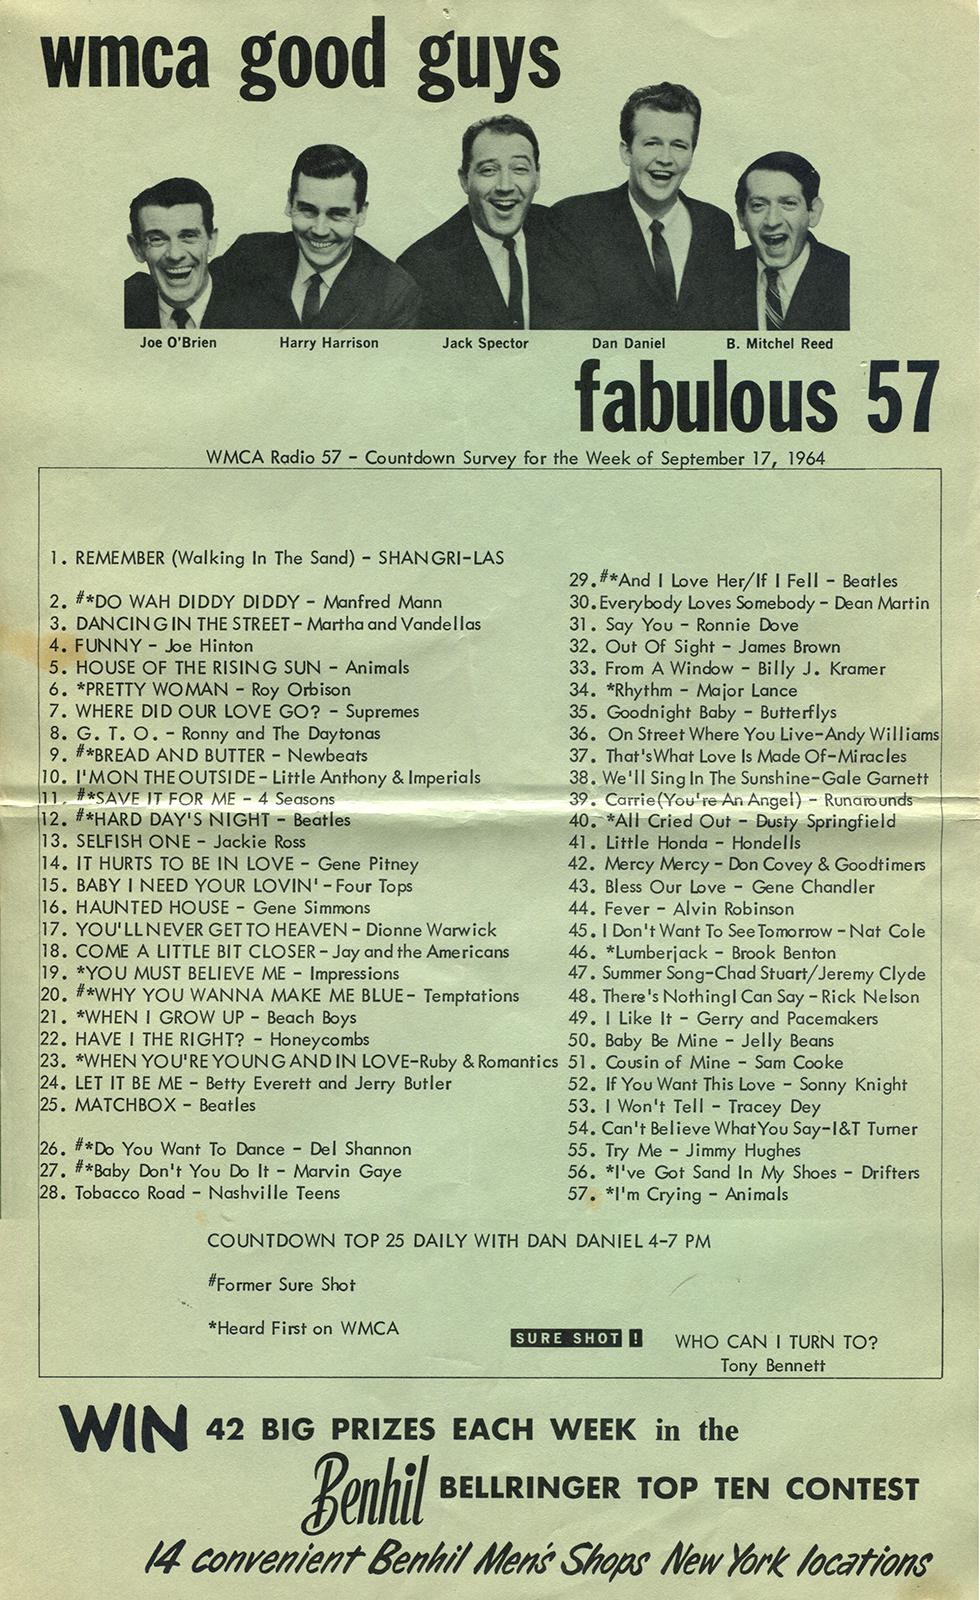 wmca good guys
Joe O'Brien Harry Harrison Jack Spector Dan Daniel B. Mitchel Reed
fabulous 57
WMCA Radio 57 – Countdown Survey for the Week of September 17, 1964
1. REMEMBER (Walking In The Sand) – SHANGRI-LAS
2. #*DO WAH DIDDY DIDDY – Manfred Mann
3. DANCING IN THE STREET – Martha and Vandellas
4. FUNNY – Joe Hinton
5. HOUSE OF THE RISING SUN – Animals
6. *PRETTY WOMAN – Roy Orbison
7. WHERE DID OUR LOVE GO? – Supremes
8. G. T. O. – Ronny and The Daytonas
9. #*BREAD AND BUTTER – Newbeats
10. I'M ON THE OUTSIDE – Little Anthony & Imperials
11. #*SAVE IT FOR ME – 4 Seasons
12. #*HARD DAY'S NIGHT – Beatles
13. SELFISH ONE – Jackie Ross
14. IT HURTS TO BE IN LOVE – Gene Pitney
15. BABY I NEED YOUR LOVIN' – Four Tops
16. HAUNTED HOUSE – Gene Simmons
17. YOU'LL NEVER GET TO HEAVEN – Dionne Warwick
18. COME A LITTLE BIT CLOSER – Jay and the Americans
19. *YOU MUST BELIEVE ME – Impressions
20. #*WHY YOU WANNA MAKE ME BLUE – Temptations
21. *WHEN I GROW UP – Beach Boys
22. HAVE I THE RIGHT? – Honeycombs
23. *WHEN YOU'RE YOUNG AND IN LOVE-Ruby & Romantics
24. LET IT BE ME – Betty Everett and Jerry Butler
25. MATCHBOX – Beatles
26. #*Do You Want To Dance – Del Shannon
27. #*Baby Don't You Do It – Marvin Gaye
28. Tobacco Road – Nashville Teens
29. #*And I Love Her/If I Fell – Beatles
30. Everybody Loves Somebody – Dean Martin
31. Say You – Ronnie Dove
32. Out Of Sight – James Brown
33. From A Window – Billy J. Kramer
34. *Rhythm – Major Lance
35. Goodnight Baby – Butterflys
36. On Street Where You Live-Andy Williams
37. That's What Love Is Made Of-Miracles
38. We'll Sing In The Sunshine-Gale Garnett
39. Carrie(You're An Angel) – Runarounds
40. *All Cried Out – Dusty Springfield
41. Little Honda – Hondells
42. Mercy Mercy – Don Covey & Goodtimers
43. Bless Our Love – Gene Chandler
44. Fever – Alvin Robinson
45. I Don't Want To See Tomorrow – Nat Cole
46. *Lumberjack – Brook Benton
47. Summer Song-Chad Stuart/Jeremy Clyde
48. There's Nothing I Can Say – Rick Nelson
49. I Like It – Gerry and Pacemakers
50. Baby Be Mine – Jelly Beans
51. Cousin of Mine – Sam Cooke
52. If You Want This Love – Sonny Knight
53. I Won't Tell – Tracey Dey
54. Can't Believe What You Say-I&T Turner
55. Try Me – Jimmy Hughes
56. *I've Got Sand In My Shoes – Drifters
57. *I'm Crying – Animals
COUNTDOWN TOP 25 DAILY WITH DAN DANIEL 4-7 PM
#Former Sure Shot
*Heard First on WMCA
SURE SHOT ! WHO CAN I TURN TO?
Tony Bennett
WIN 42 BIG PRIZES EACH WEEK in the
Benhil BELLRINGER TOP TEN CONTEST
14 convenient Benhil Men's Shops New York locations